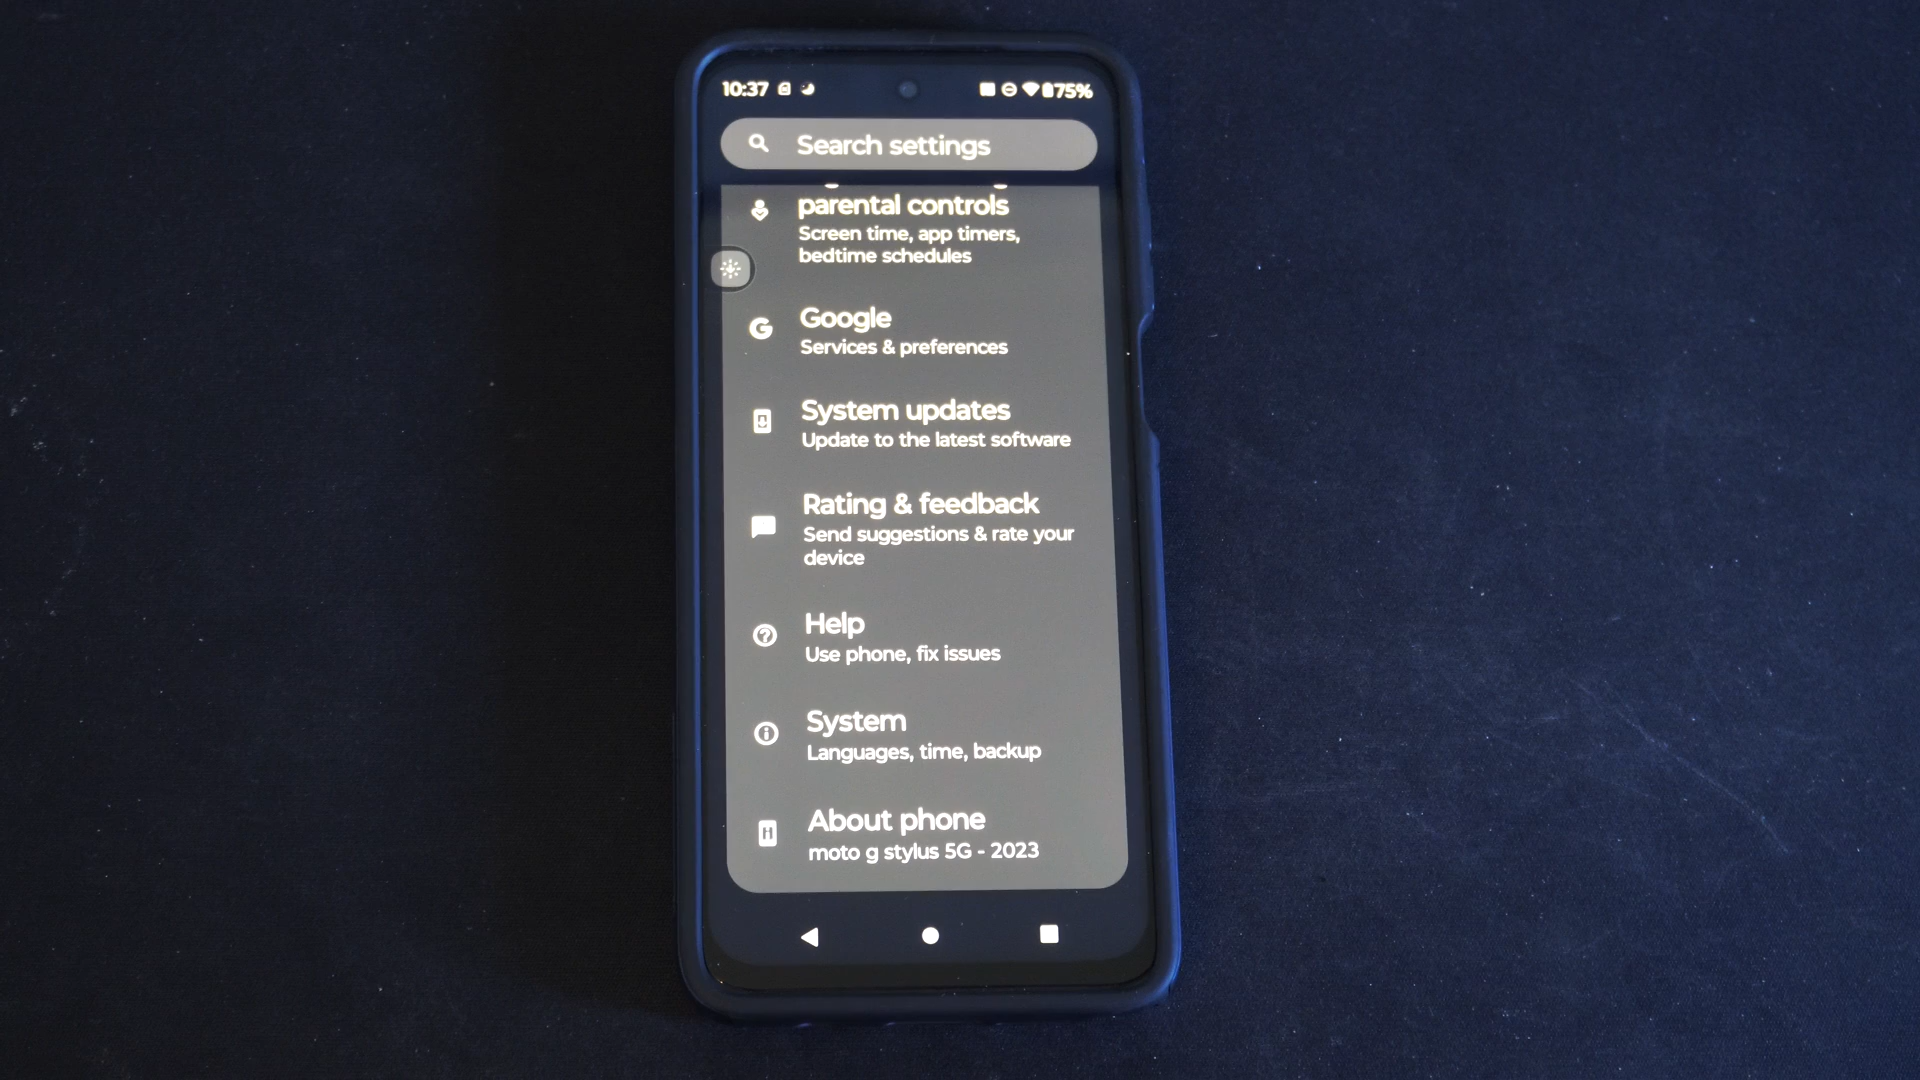 10:37 75%
Search settings
parental controls
Screen time, app timers,
bedtime schedules
Google
Services & preferences
System updates
Update to the latest software
Rating & feedback
Send suggestions & rate your
device
Help
Use phone, fix issues
System
Languages, time, backup
About phone
moto g stylus 5G - 2023